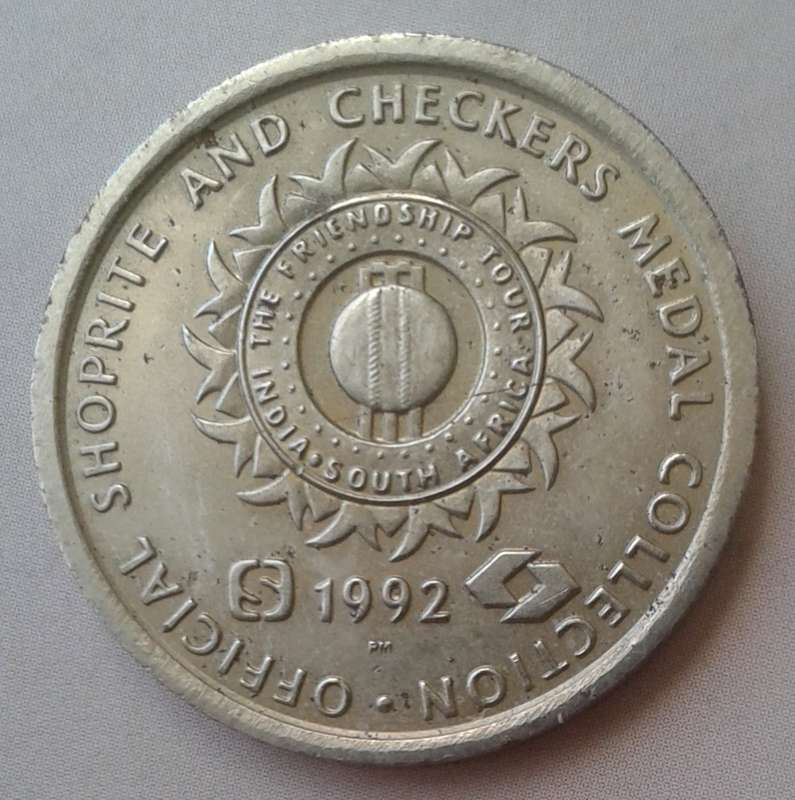 OFFICIAL SHOPRITE AND CHECKERS MEDAL COLLECTION •
THE FRIENDSHIP TOUR
INDIA • SOUTH AFRICA
S 1992
PM